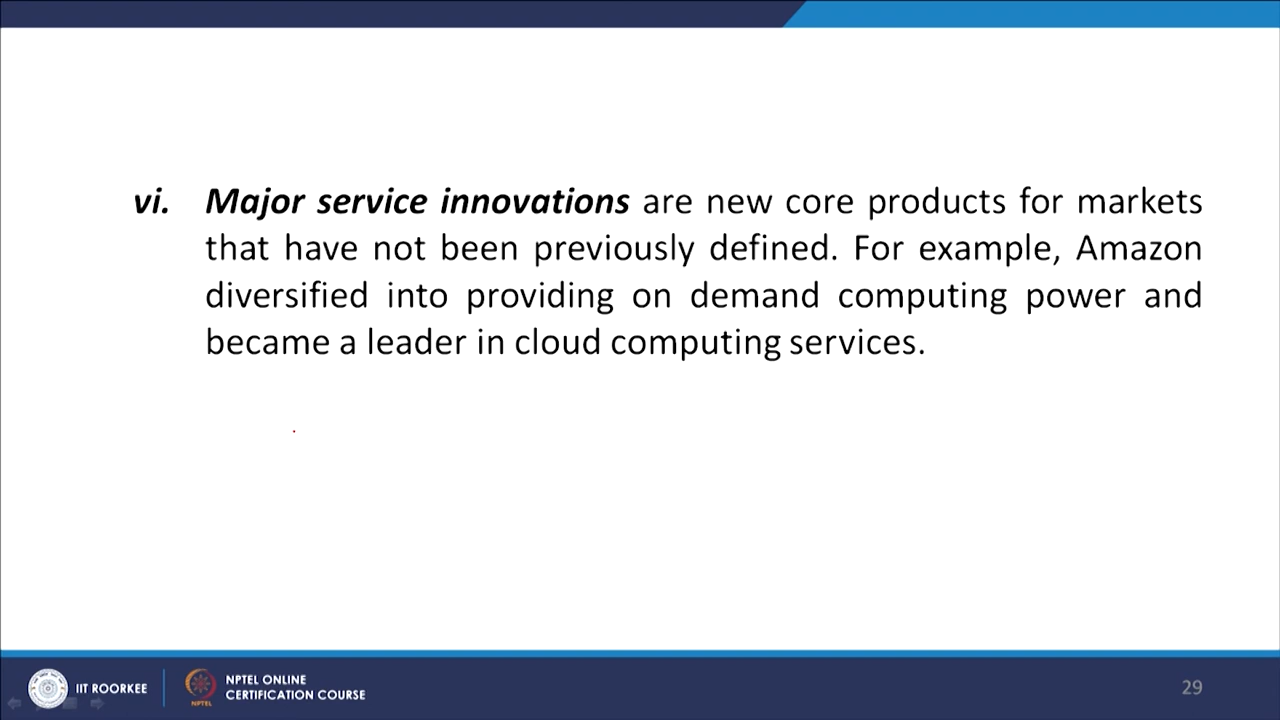 vi. Major service innovations are new core products for markets
that have not been previously defined. For example, Amazon
diversified into providing on demand computing power and
became a leader in cloud computing services.
IIT ROORKEE
NPTEL
NPTEL ONLINE
CERTIFICATION COURSE
29